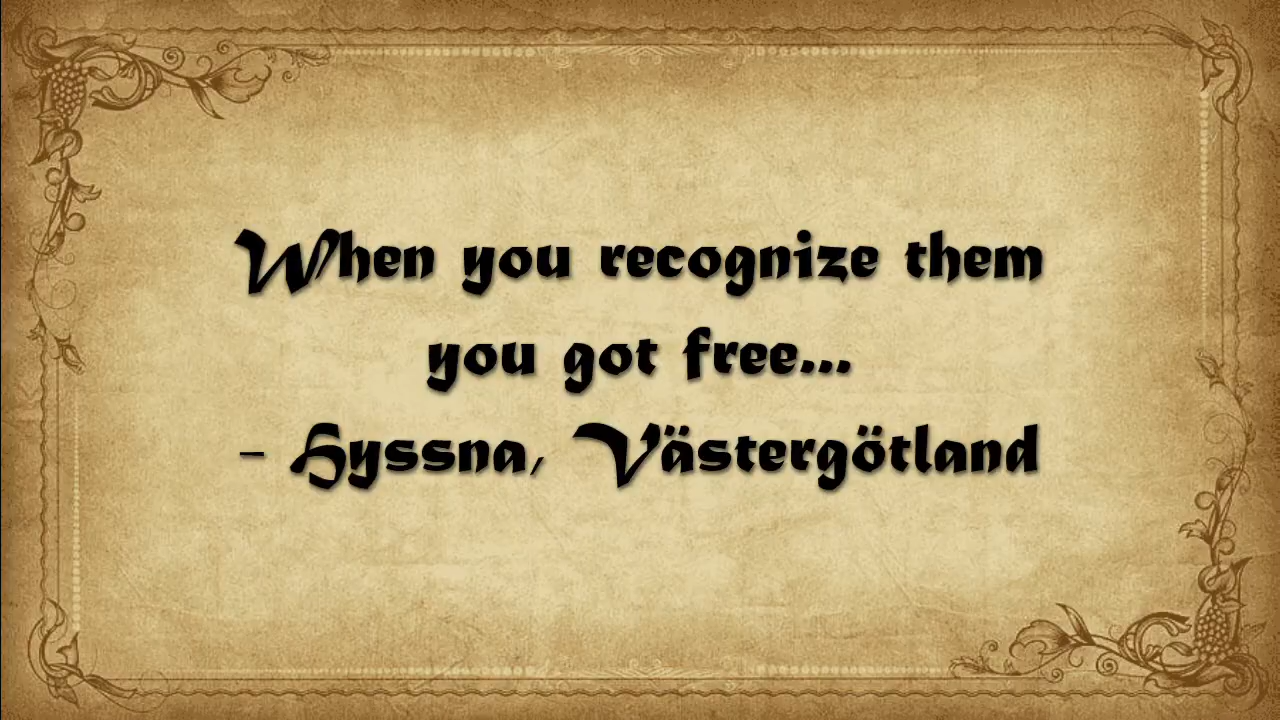 When you recognize them
you got free...
- Hyssna, Västergötland